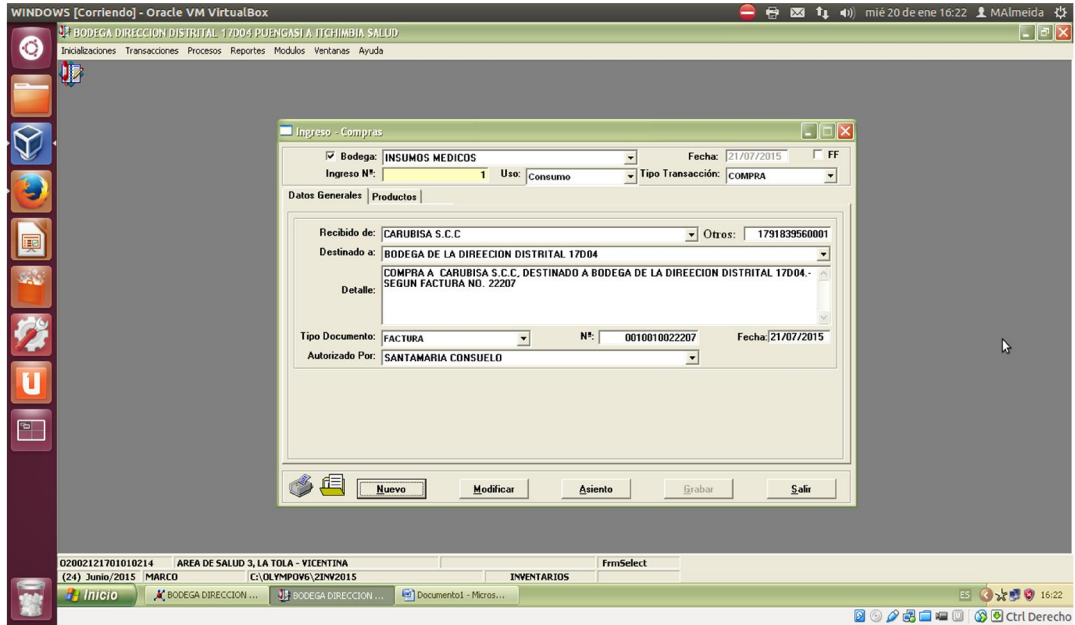 WINDOWS [Corriendo] - Oracle VM VirtualBox
mié 20 de ene 16:22 MAlmeida
BODEGA DIRECCION DISTRITAL 17D04 PUENGASI A ITCHIMBIA SALUD
Inicializaciones Transacciones Procesos Reportes Modulos Ventanas Ayuda
Ingreso - Compras
Bodega: INSUMOS MEDICOS Fecha: 21/07/2015 FF
Ingreso Nº: 1 Uso: Consumo Tipo Transacción: COMPRA
Datos Generales Productos
Recibido de: CARUBISA S.C.C Otros: 1791839560001
Destinado a: BODEGA DE LA DIREECION DISTRITAL 17D04
Detalle: COMPRA A CARUBISA S.C.C, DESTINADO A BODEGA DE LA DIREECION DISTRITAL 17D04.-
SEGUN FACTURA NO. 22207
Tipo Documento: FACTURA Nº: 0010010022207 Fecha: 21/07/2015
Autorizado Por: SANTAMARIA CONSUELO
Nuevo Modificar Asiento Grabar Salir
02002121701010214 AREA DE SALUD 3, LA TOLA - VICENTINA FrmSelect
(24) Junio/2015 MARCO C:\OLYMPOV6\2INV2015 INVENTARIOS
Inicio BODEGA DIRECCION ... BODEGA DIRECCION ... Documento1 - Micros... ES 16:22
Ctrl Derecho